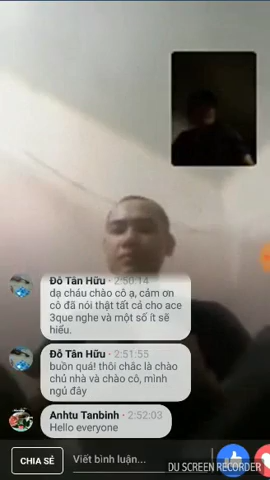 Đỗ Tân Hữu · 2:50:14
dạ cháu chào cô ạ, cảm ơn
cô đã nói thật tất cả cho ace
3que nghe và một số ít sẽ
hiểu.
Đỗ Tân Hữu · 2:51:55
buồn quá! thôi chắc là chào
chủ nhà và chào cô, mình
ngủ đây
Anhtu Tanbinh · 2:52:03
Hello everyone
CHIA SẺ
Viết bình luận...
DU SCREEN RECORDER